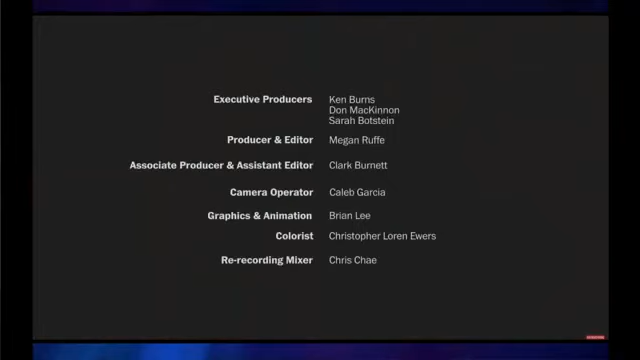 Executive Producers Ken Burns
Don MacKinnon
Sarah Botstein
Producer & Editor Megan Ruffe
Associate Producer & Assistant Editor Clark Burnett
Camera Operator Caleb Garcia
Graphics & Animation Brian Lee
Colorist Christopher Loren Ewers
Re-recording Mixer Chris Chae